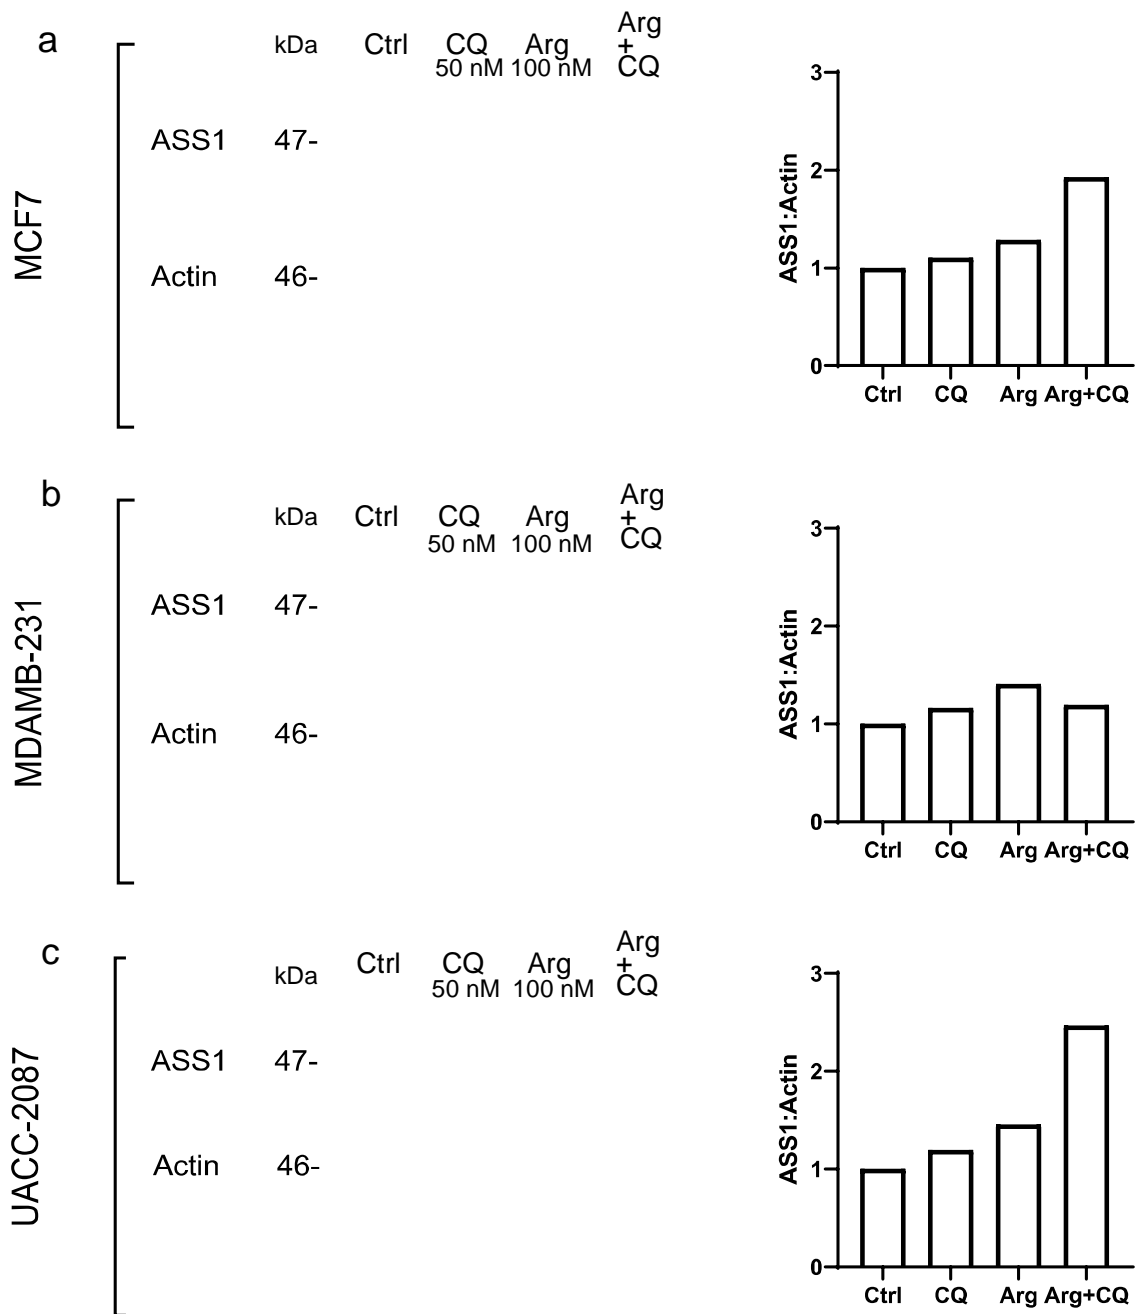 a
MCF7
kDa Ctrl CQ Arg Arg
50 nM 100 nM +
CQ
ASS1 47-
Actin 46-
ASS1:Actin
3
2
1
0
Ctrl CQ Arg Arg+CQ
b
MDAMB-231
kDa Ctrl CQ Arg Arg
50 nM 100 nM +
CQ
ASS1 47-
Actin 46-
ASS1:Actin
3
2
1
0
Ctrl CQ Arg Arg+CQ
c
UACC-2087
kDa Ctrl CQ Arg Arg
50 nM 100 nM +
CQ
ASS1 47-
Actin 46-
ASS1:Actin
3
2
1
0
Ctrl CQ Arg Arg+CQ